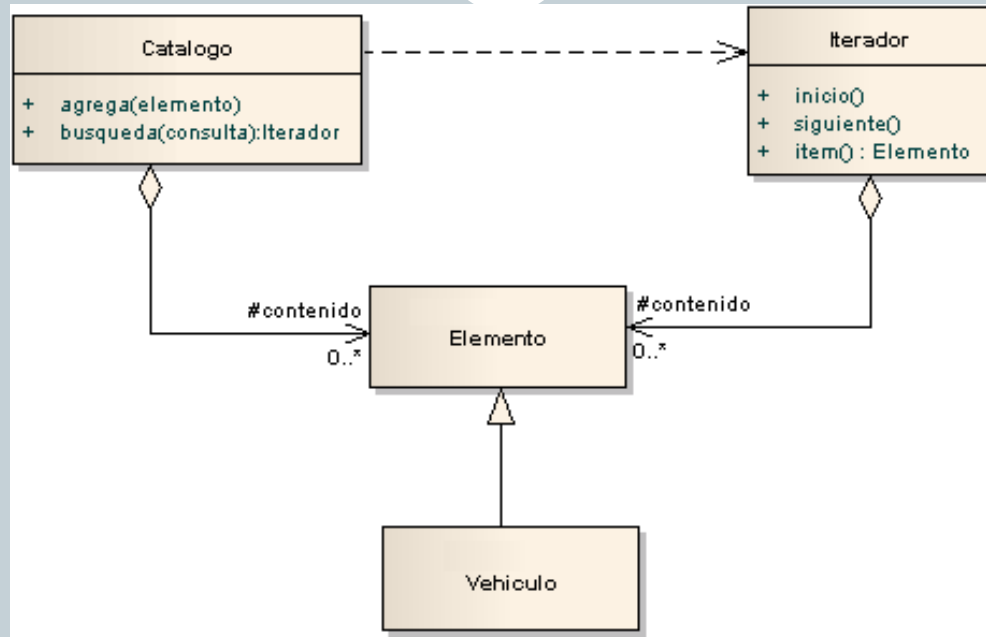 Catalogo
+ agrega(elemento)
+ busqueda(consulta):Iterador
Iterador
+ inicio()
+ siguiente()
+ item() : Elemento
#contenido
0..*
Elemento
#contenido
0..*
Vehiculo